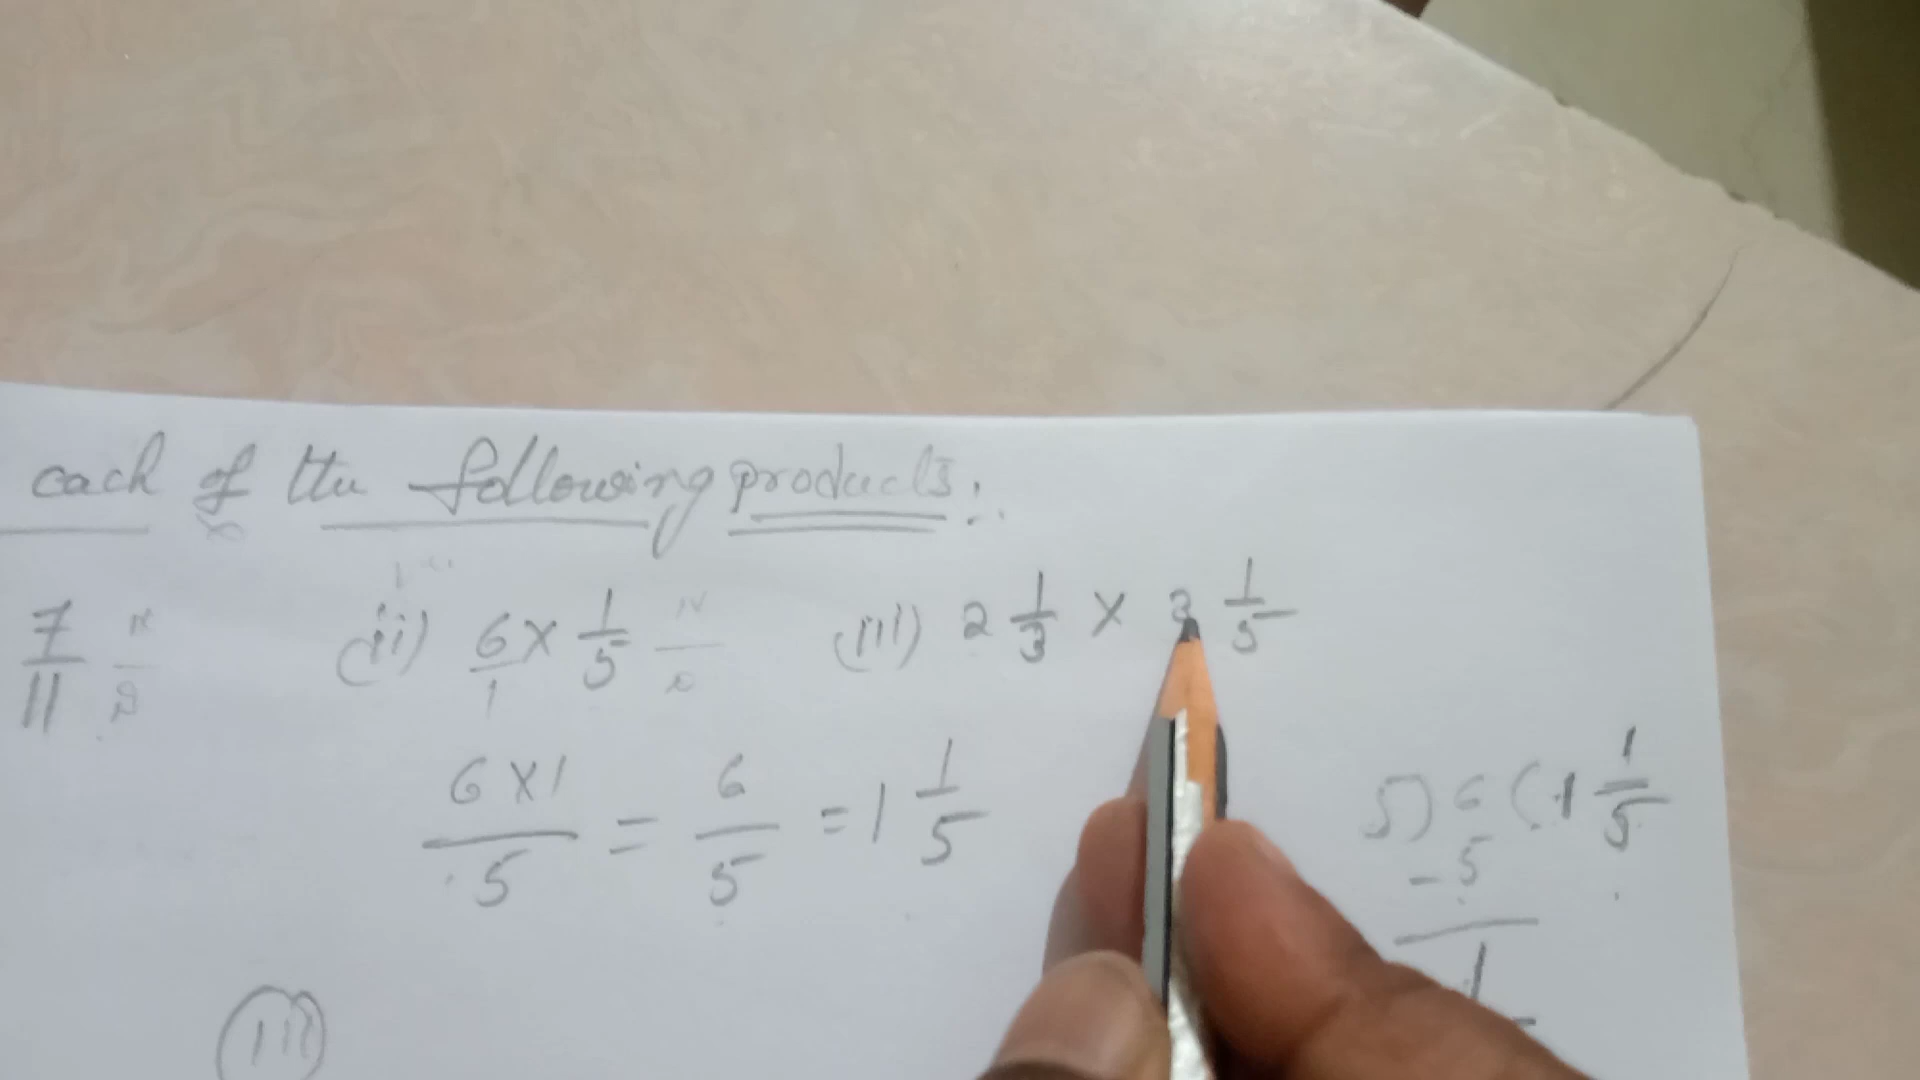 each of the following products:
7/11 N/D (ii) 6/1 × 1/5 N/D (iii) 2 1/3 × 3 1/5
6×1/5 = 6/5 = 1 1/5
5) 6 (1 1/5
- 5
1
(iii)